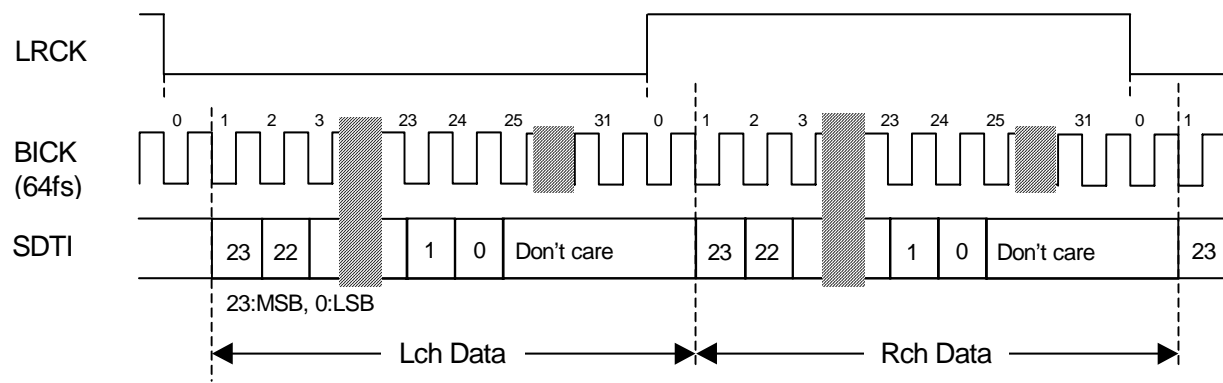 LRCK
0 1 2 3 23 24 25 31 0 1 2 3 23 24 25 31 0 1
BICK
(64fs)
SDTI 23 22 1 0 Don't care 23 22 1 0 Don't care 23
23:MSB, 0:LSB
Lch Data Rch Data